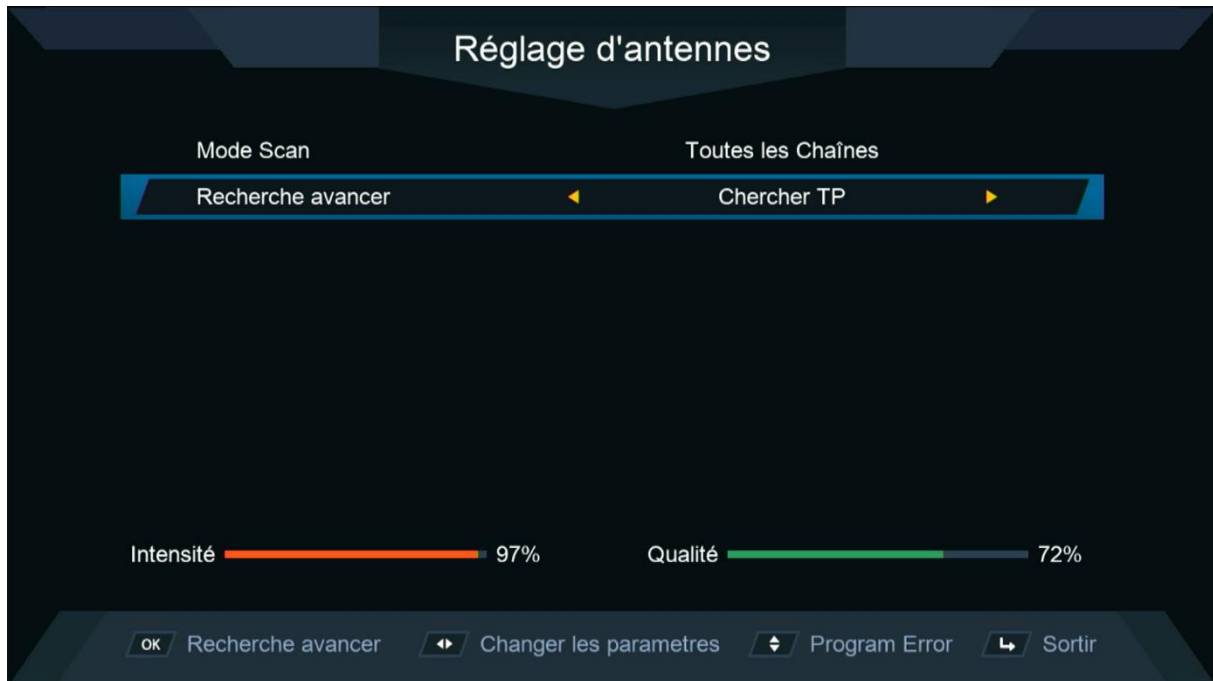 Réglage d'antennes
Mode Scan Toutes les Chaînes
Recherche avancer Chercher TP
Intensité 97% Qualité 72%
OK Recherche avancer Changer les parametres Program Error Sortir